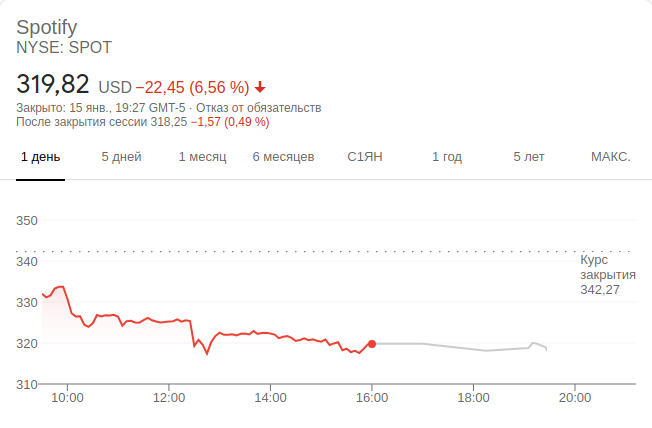 Spotify
NYSE: SPOT
319,82 USD −22,45 (6,56 %)
Закрыто: 15 янв., 19:27 GMT-5 · Отказ от обязательств
После закрытия сессии 318,25 −1,57 (0,49 %)
1 день 5 дней 1 месяц 6 месяцев С1ЯН 1 год 5 лет МАКС.
350
340
330
320
310
Курс
закрытия
342,27
10:00 12:00 14:00 16:00 18:00 20:00